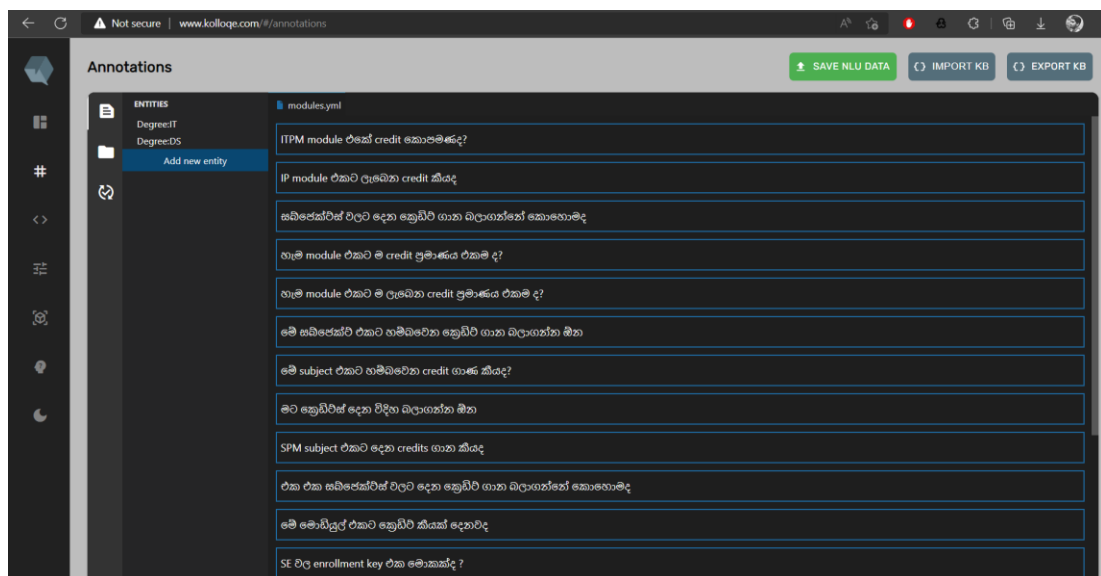 Not secure | www.kolloqe.com/#/annotations
Annotations
SAVE NLU DATA
IMPORT KB
EXPORT KB
ENTITIES
Degree:IT
Degree:DS
Add new entity
modules.yml
ITPM module එකේ credit කොපමණද?
IP module එකට ලැබෙන credit කීයද
සබ්ජෙක්ට්ස් වලට දෙන ක්‍රෙඩිට් ගාන බලාගන්නේ කොහොමද
හැම module එකට ම credit ප්‍රමාණය එකම ද?
හැම module එකට ම ලැබෙන credit ප්‍රමාණය එකම ද?
මේ සබ්ජෙක්ට් එකට හම්බවෙන ක්‍රෙඩිට් ගාන බලාගන්න ඕන
මේ subject එකට හම්බවෙන credit ගාණ කීයද?
මට ක්‍රෙඩිට්ස් දෙන විදිහ බලාගන්න ඕන
SPM subject එකට දෙන credits ගාන කීයද
එක එක සබ්ජෙක්ට්ස් වලට දෙන ක්‍රෙඩිට් ගාන බලාගන්නේ කොහොමද
මේ මොඩියුල් එකට ක්‍රෙඩිට් කීයක් දෙනවද
SE වල enrollment key එක මොකක්ද ?